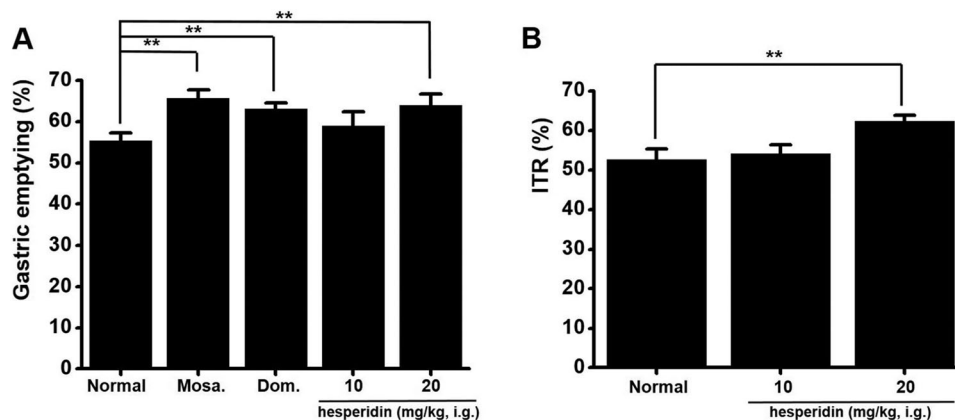 A
**
**
**
Gastric emptying (%)
70
60
50
40
30
20
10
0
Normal Mosa. Dom. 10 20
hesperidin (mg/kg, i.g.)
B
**
ITR (%)
70
60
50
40
30
20
10
0
Normal 10 20
hesperidin (mg/kg, i.g.)